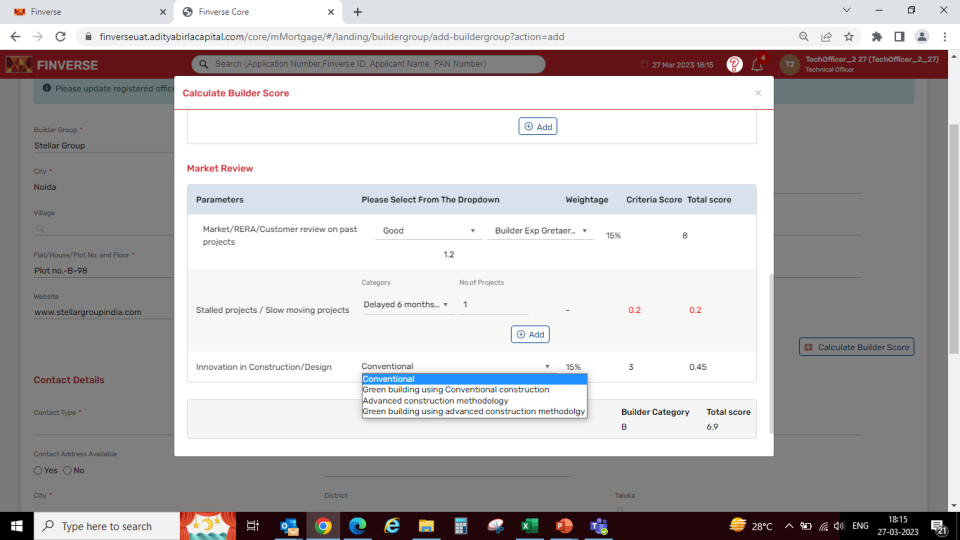 Finverse
Finverse Core
finverseuat.adityabirlacapital.com/core/mMortgage/#/landing/buildergroup/add-buildergroup?action=add
FINVERSE
Search (Application Number,Finverse ID, Applicant Name, PAN Number)
27 Mar 2023 18:15
?
4
T2
TechOfficer_2 27 (TechOfficer_2_27)
Technical Officer
Please update registered office
Calculate Builder Score
Builder Group *
Stellar Group
Add
City *
Noida
Market Review
Parameters Please Select From The Dropdown Weightage Criteria Score Total score
Village
Market/RERA/Customer review on past projects
Good
Builder Exp Gretaer...
15%
8
1.2
Flat/House/Plot No. and Floor *
Plot no.-B-98
Website
www.stellargroupindia.com
Category No.of Projects
Stalled projects / Slow moving projects Delayed 6 months... 1 - 0.2 0.2
Add
Calculate Builder Score
Innovation in Construction/Design Conventional 15% 3 0.45
Conventional
Green building using Conventional construction
Advanced construction methodology
Green building using advanced construction methodolgy
Contact Details
Builder Category Total score
B 6.9
Contact Type *
Contact Address Available
Yes No
City * District Taluka
Type here to search
28°C
ENG
18:15
27-03-2023
21